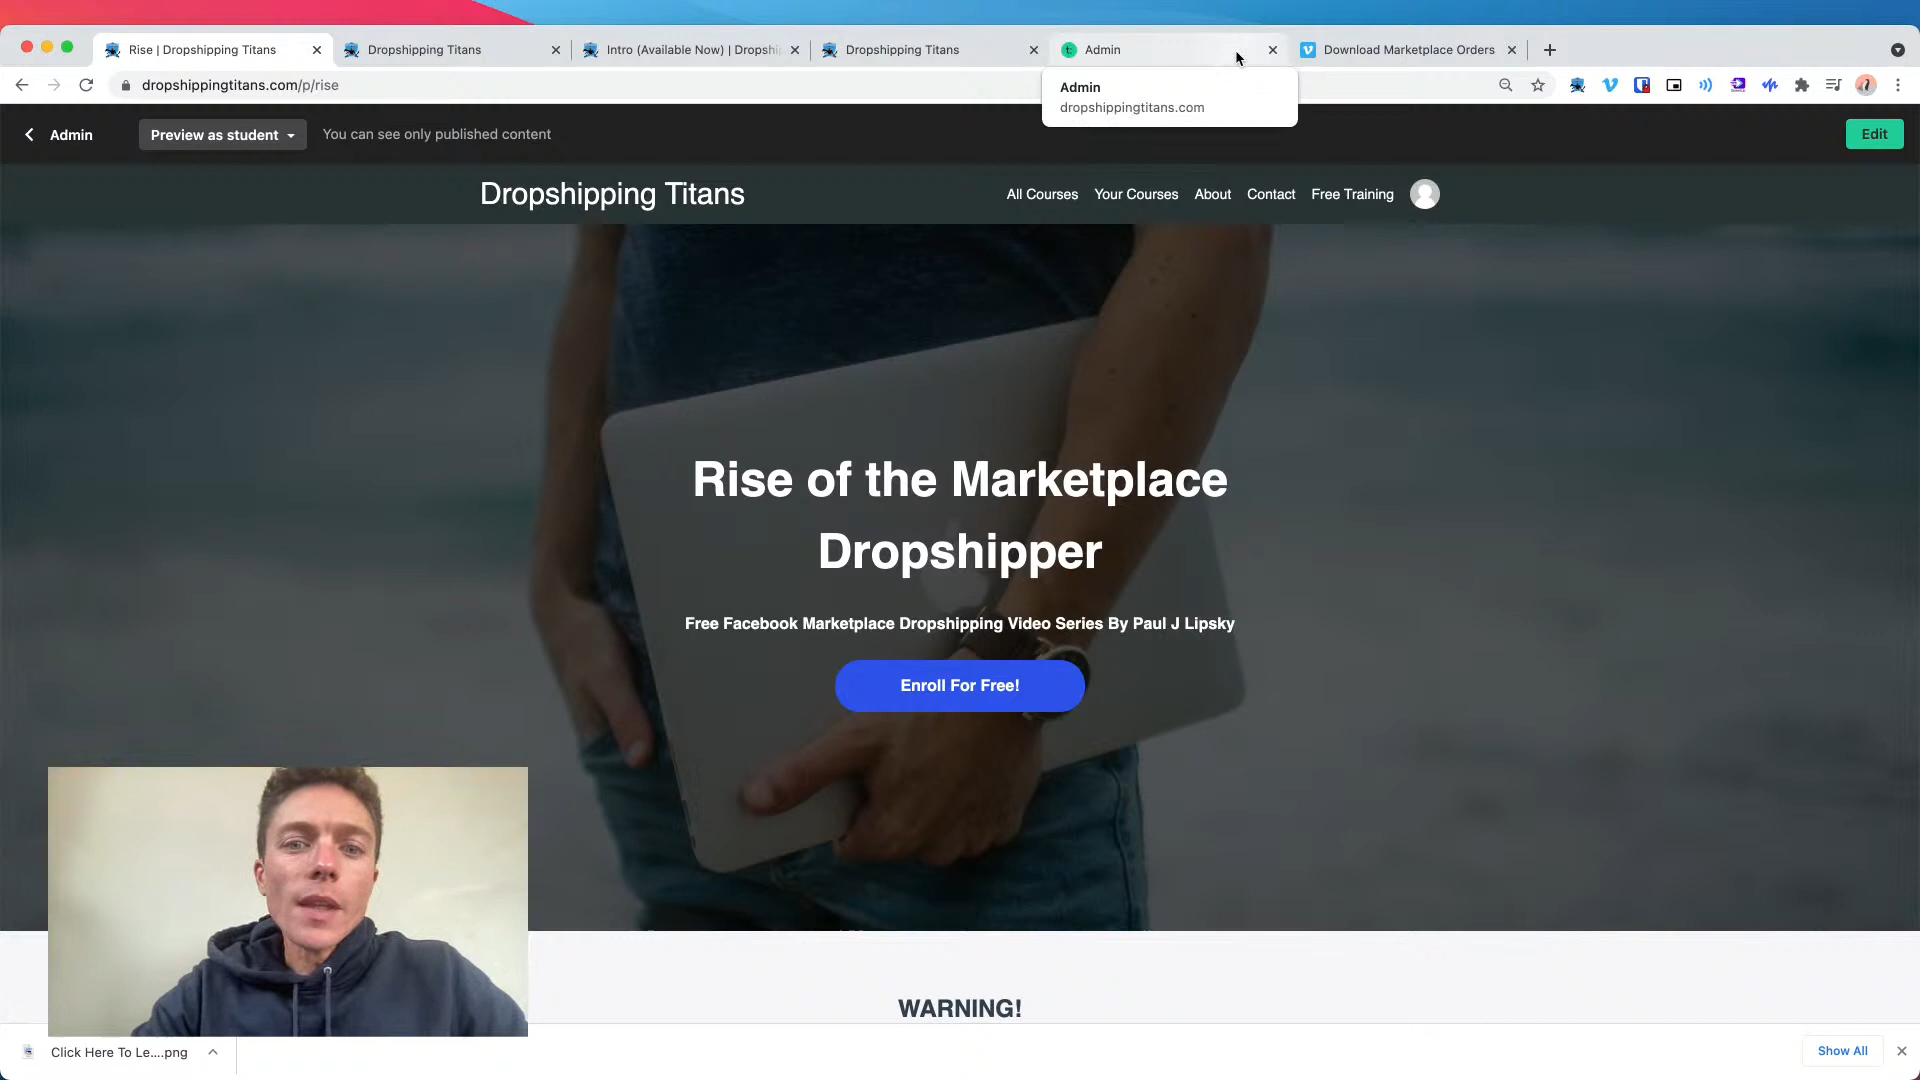 Rise | Dropshipping Titans
Dropshipping Titans
Intro (Available Now) | Dropshi
Dropshipping Titans
Admin
Download Marketplace Orders
dropshippingtitans.com/p/rise
Admin
dropshippingtitans.com
Admin
Preview as student
You can see only published content
Edit
Dropshipping Titans
All Courses
Your Courses
About
Contact
Free Training
Rise of the Marketplace
Dropshipper
Free Facebook Marketplace Dropshipping Video Series By Paul J Lipsky
Enroll For Free!
WARNING!
Click Here To Le....png
Show All